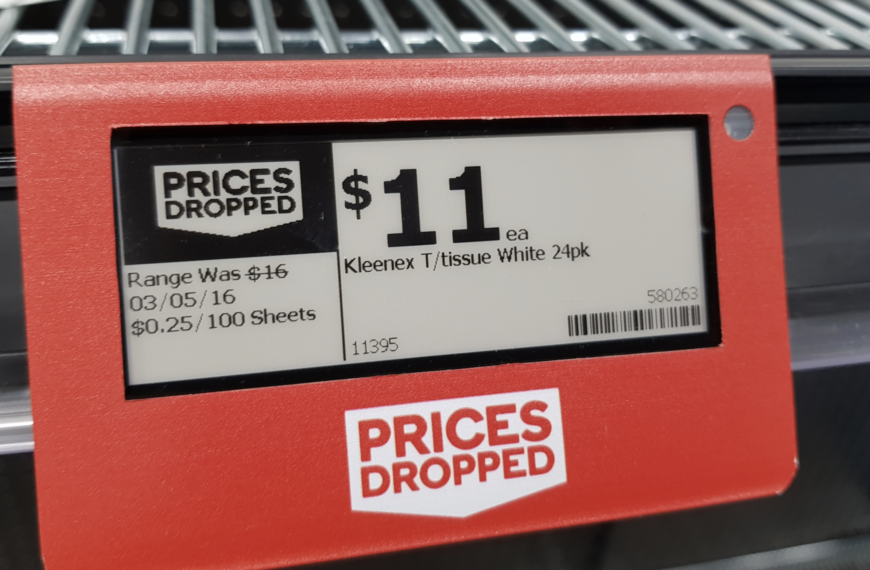 PRICES
DROPPED
Range Was $16
03/05/16
$0.25/100 Sheets
$11 ea
Kleenex T/tissue White 24pk
580263
11395
PRICES
DROPPED